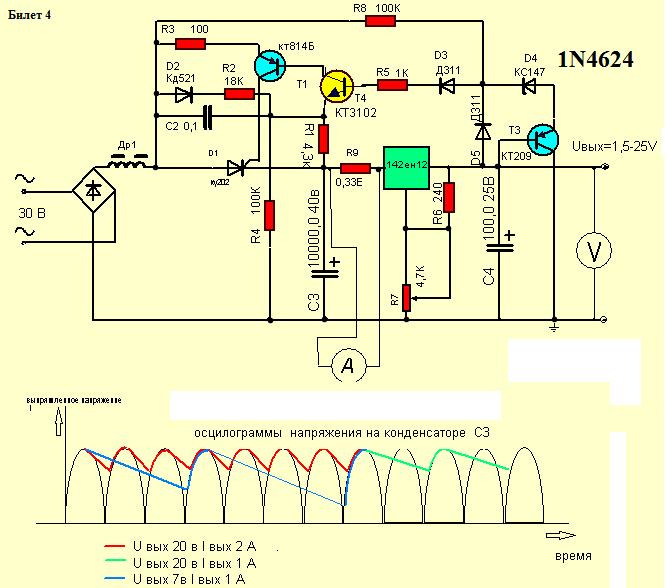 Билет 4
R8 100K
R3 100
кт814Б
1N4624
D2
Кд521
R2
18K
T1
T4
R5 1K
D3
Д311
D4
КС147
КТ3102
C2 0,1
R1 4,3к
Д311
T3
Uвых=1,5-25V
Др1
D1
ку202
R9
142ен12
D5
КТ209
0,33Е
30 В
R4 100K
10000,0 40в
R6 240
100,0 25В
C3
C4
V
R7
4,7K
A
выпрямленное напряжение
осцилограммы напряжения на конденсаторе С3
U вых 20 в I вых 2 А
U вых 20 в I вых 1 А
U вых 7в I вых 1 А
время